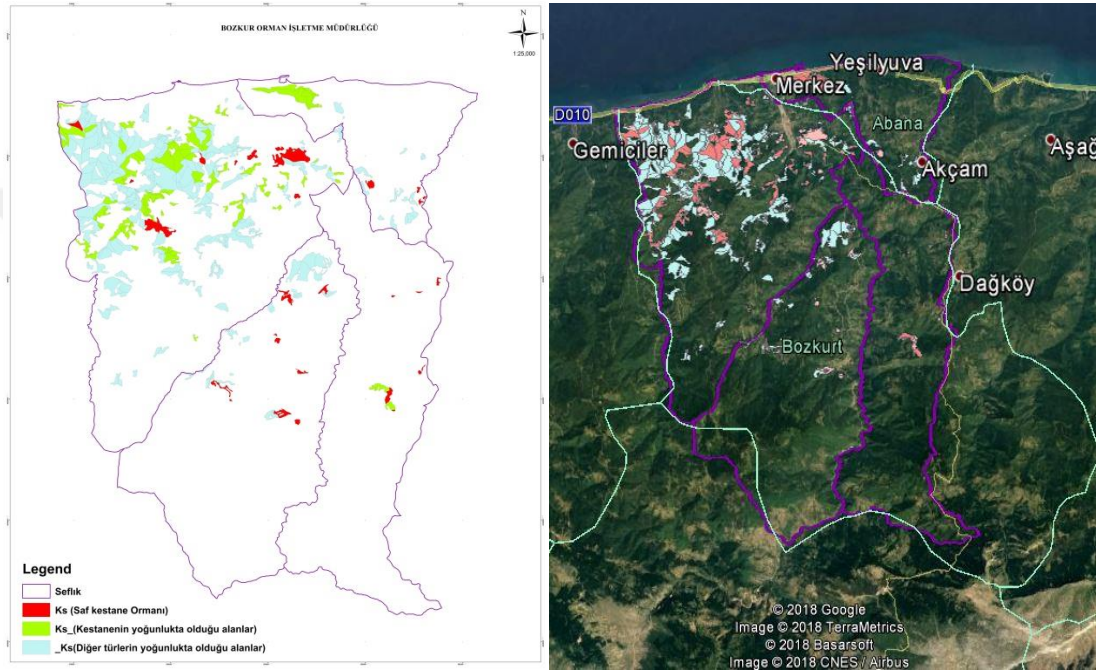 BOZKUR ORMAN İŞLETME MÜDÜRLÜĞÜ
N
1:25.000
Legend
Seflık
Ks (Saf kestane Ormanı)
Ks_(Kestanenin yoğunlukta olduğu alanlar)
_Ks(Diğer türlerin yoğunlukta olduğu alanlar)
Yeşilyuva
Merkez
D010
Abana
Gemiciler
Aşağ
Akçam
Dağköy
Bozkurt
© 2018 Google
Image © 2018 TerraMetrics
© 2018 Basarsoft
Image © 2018 CNES / Airbus